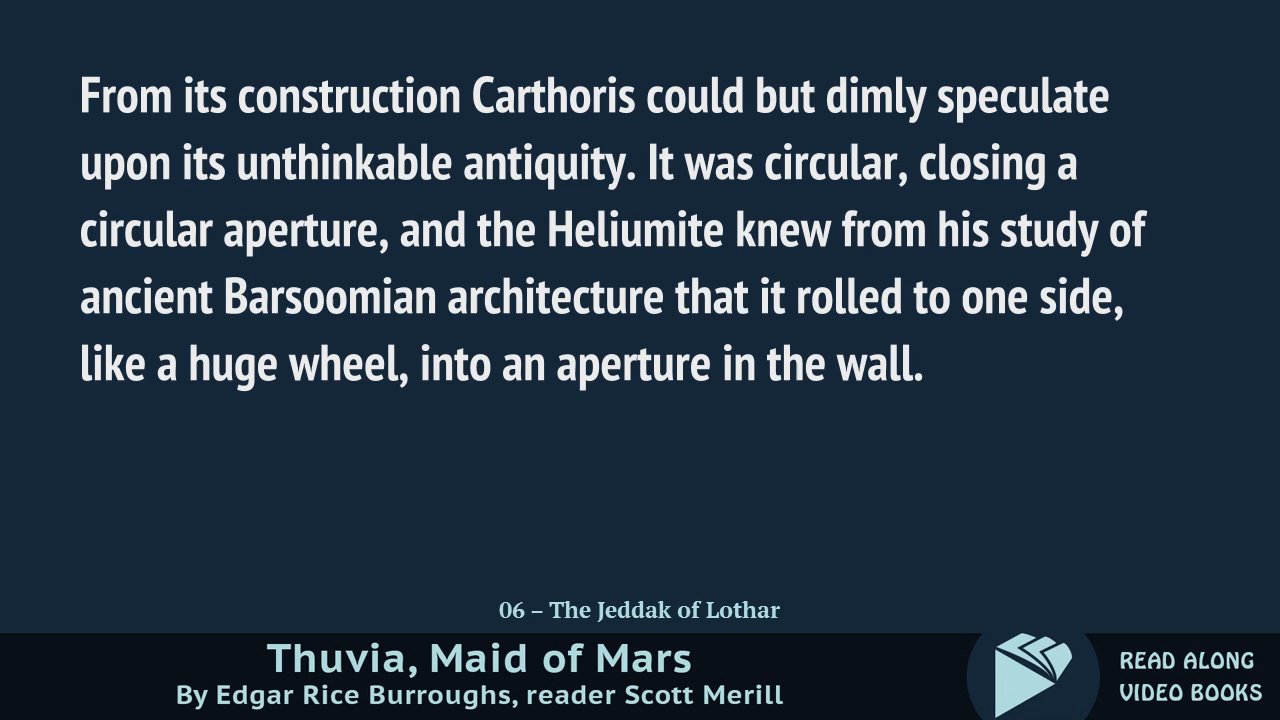 From its construction Carthoris could but dimly speculate
upon its unthinkable antiquity. It was circular, closing a
circular aperture, and the Heliumite knew from his study of
ancient Barsoomian architecture that it rolled to one side,
like a huge wheel, into an aperture in the wall.
06 – The Jeddak of Lothar
Thuvia, Maid of Mars
By Edgar Rice Burroughs, reader Scott Merill
READ ALONG
VIDEO BOOKS